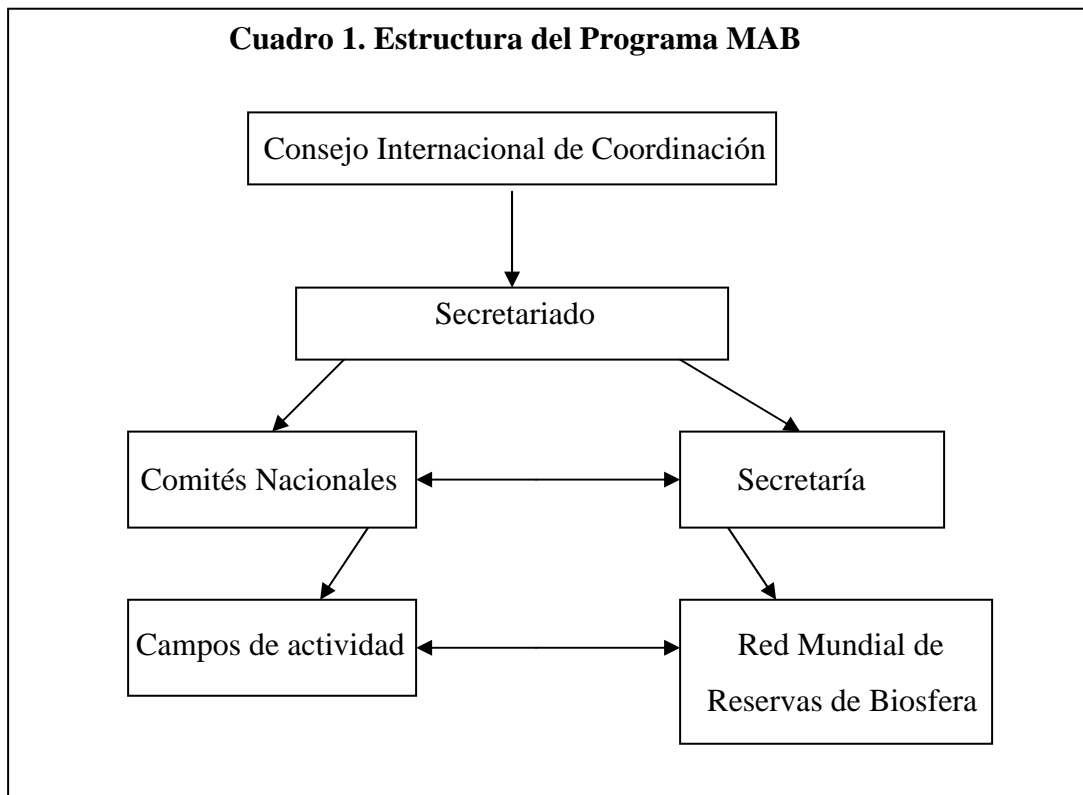 Cuadro 1. Estructura del Programa MAB
Consejo Internacional de Coordinación
Secretariado
Comités Nacionales
Secretaría
Campos de actividad
Red Mundial de
Reservas de Biosfera